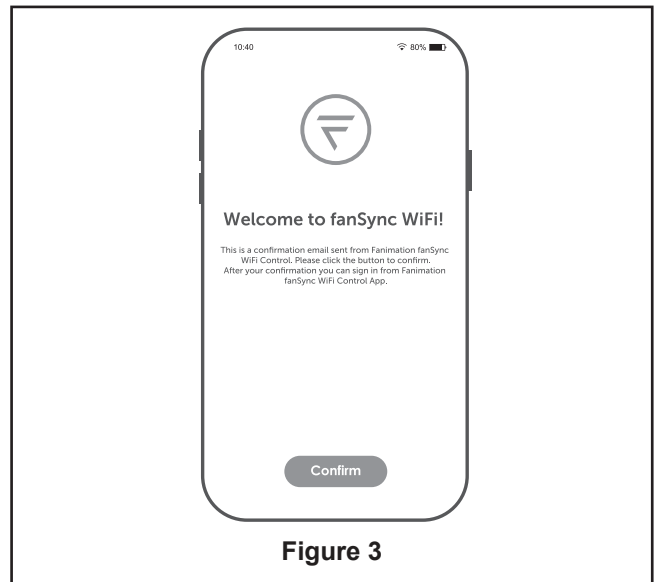 10:40 80%
Welcome to fanSync WiFi!
This is a confirmation email sent from Fanimation fanSync
WiFi Control. Please click the button to confirm.
After your confirmation you can sign in from Fanimation
fanSync WiFi Control App.
Confirm
Figure 3